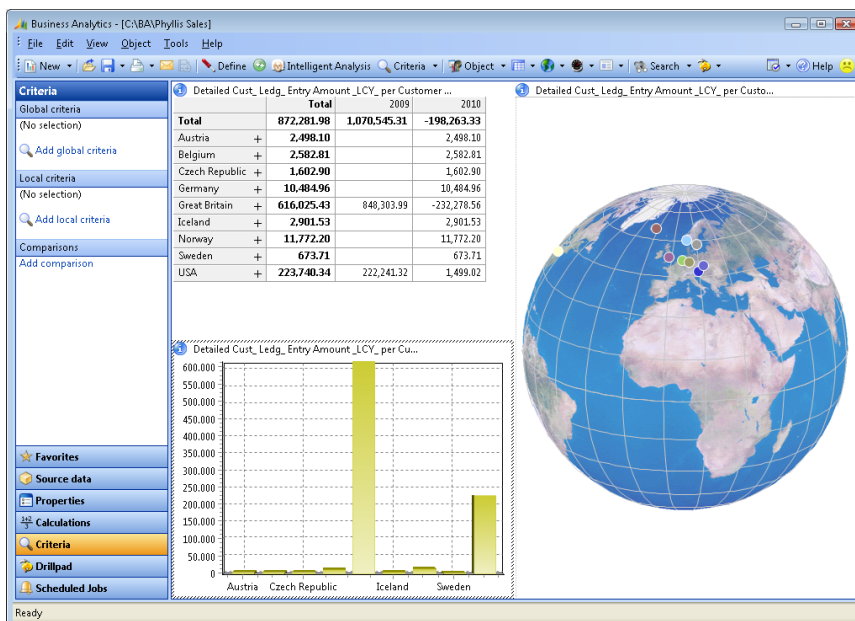 Business Analytics - [C:\BA\Phyllis Sales]
File Edit View Object Tools Help
New Define Intelligent Analysis Criteria Object Search Help
Criteria
Global criteria
(No selection)
Add global criteria
Local criteria
(No selection)
Add local criteria
Comparisons
Add comparison
Favorites
Source data
Properties
1+2
3
Calculations
Criteria
Drillpad
Scheduled Jobs
Detailed Cust_ Ledg_ Entry Amount _LCY_ per Customer ...
Total 2009 2010
Total 872,281.98 1,070,545.31 -198,263.33
Austria + 2,498.10 2,498.10
Belgium + 2,582.81 2,582.81
Czech Republic + 1,602.90 1,602.90
Germany + 10,484.96 10,484.96
Great Britain + 616,025.43 848,303.99 -232,278.56
Iceland + 2,901.53 2,901.53
Norway + 11,772.20 11,772.20
Sweden + 673.71 673.71
USA + 223,740.34 222,241.32 1,499.02
Detailed Cust_ Ledg_ Entry Amount _LCY_ per Cu...
600.000
550.000
500.000
450.000
400.000
350.000
300.000
250.000
200.000
150.000
100.000
50.000
0
Austria Czech Republic Iceland Sweden
Detailed Cust_ Ledg_ Entry Amount _LCY_ per Custo...
Ready